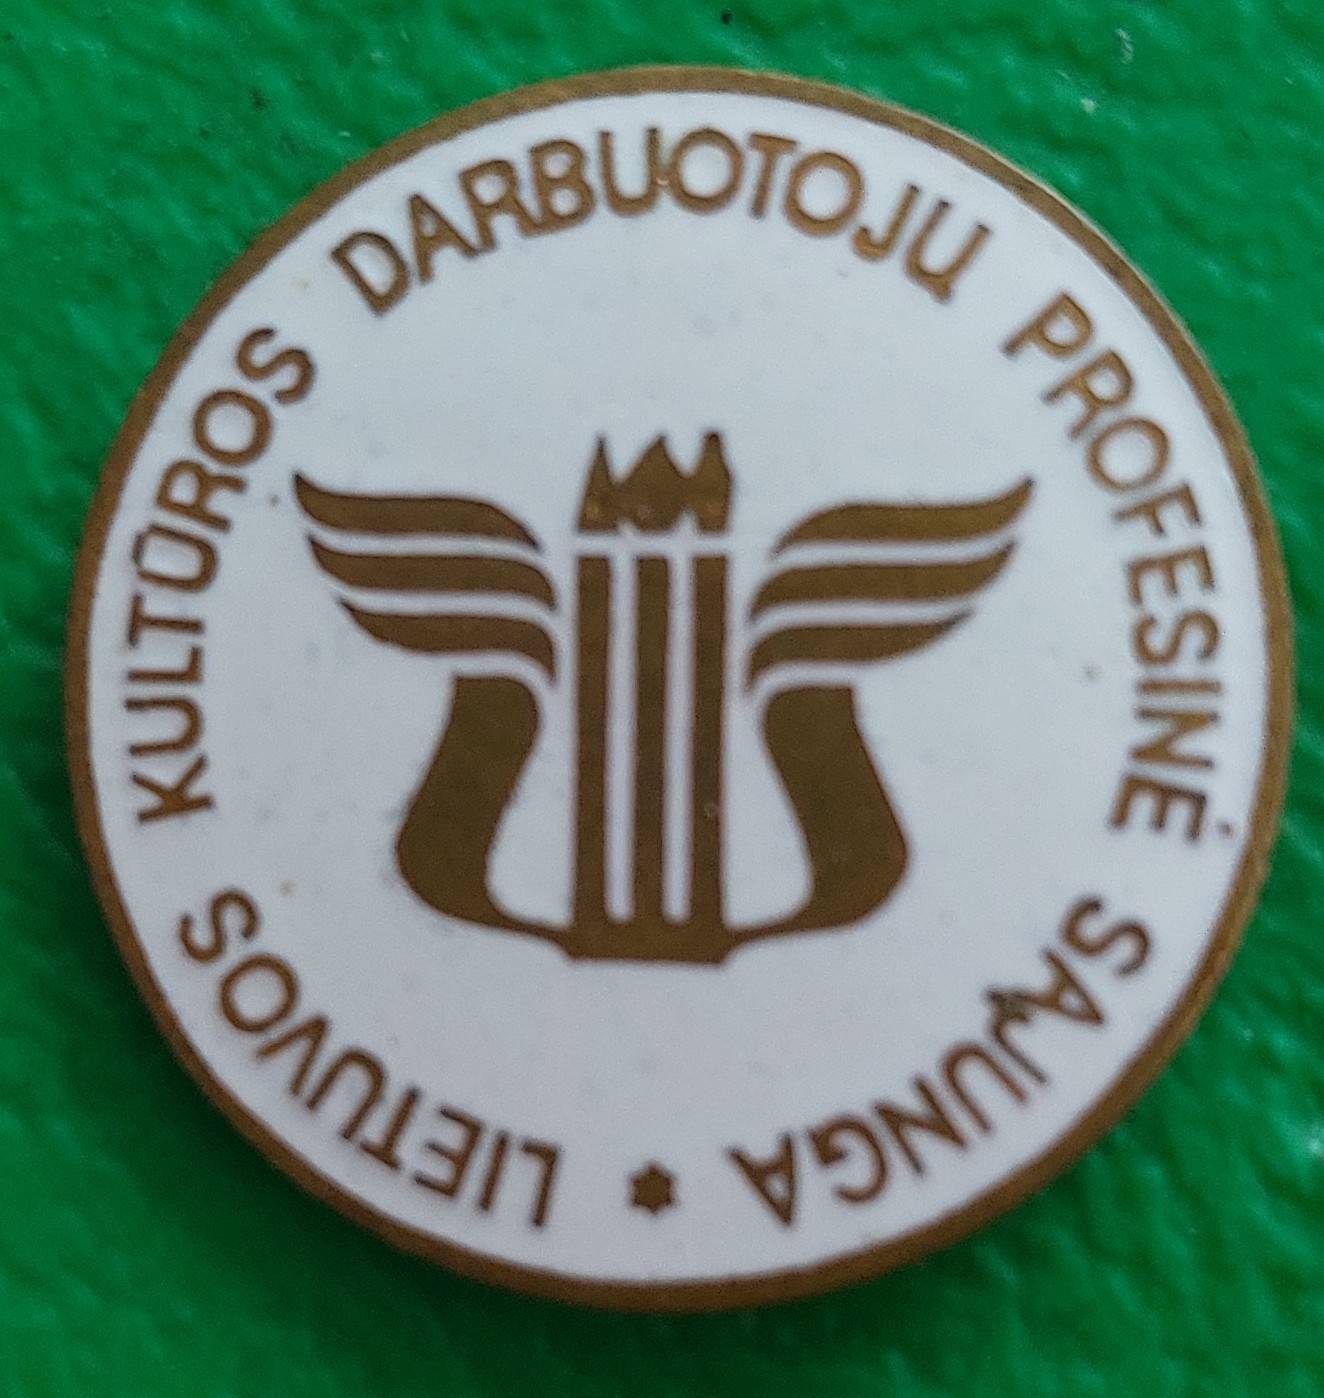 LIETUVOS KULTŪROS DARBUOTOJŲ PROFESINĖ SĄJUNGA